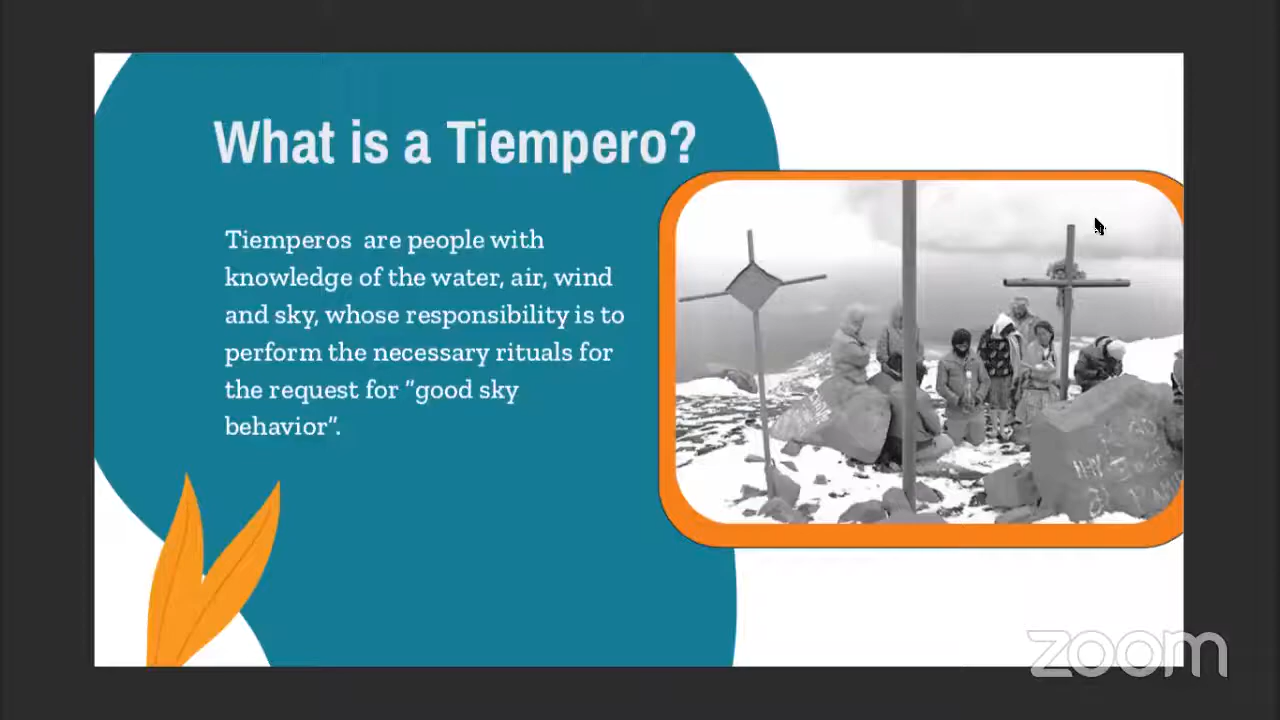 What is a Tiempero?
Tiemperos are people with
knowledge of the water, air, wind
and sky, whose responsibility is to
perform the necessary rituals for
the request for “good sky
behavior”.
zoom